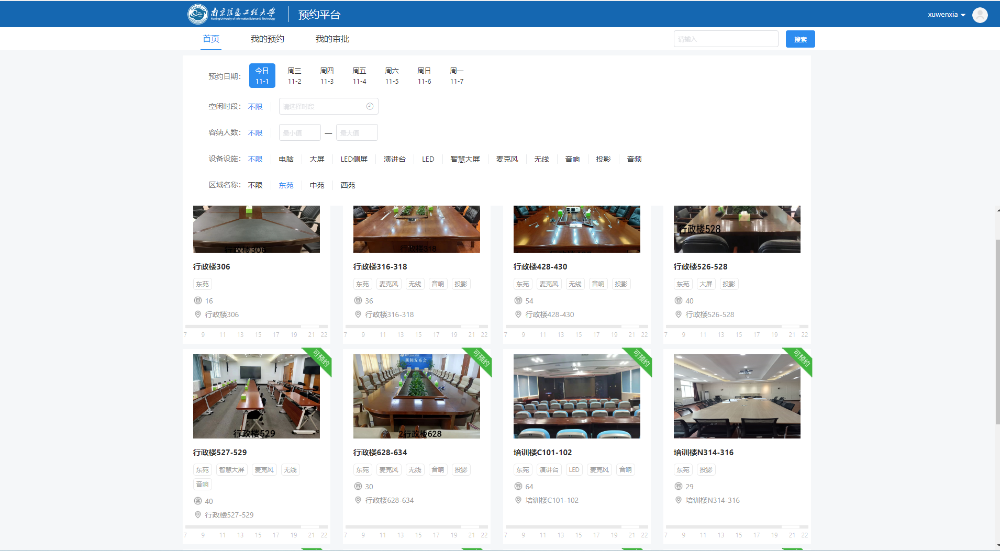 南京信息工程大学
Nanjing University of Information Science & Technology
预约平台
xuwenxia
首页 我的预约 我的审批
请输入 搜索
预约日期： 今日 周三 周四 周五 周六 周日 周一
11-1 11-2 11-3 11-4 11-5 11-6 11-7
空闲时段： 不限 请选择时段
容纳人数： 不限 最小值 — 最大值
设备设施： 不限 电脑 大屏 LED侧屏 演讲台 LED 智慧大屏 麦克风 无线 音响 投影 音频
区域名称： 不限 东苑 中苑 西苑
行政楼306
行政楼306
东苑
容 16
行政楼306
7 9 11 13 15 17 19 21 22
行政楼318
行政楼316-318
东苑 麦克风 无线 音响 投影
容 36
行政楼316-318
7 9 11 13 15 17 19 21 22
行政楼428-430
东苑 麦克风 无线 音响 投影
容 54
行政楼428-430
7 9 11 13 15 17 19 21 22
行政楼528
行政楼526-528
东苑 大屏 投影
容 40
行政楼526-528
7 9 11 13 15 17 19 21 22
可预约
行政楼529
行政楼527-529
东苑 智慧大屏 麦克风 无线
音响
容 40
行政楼527-529
7 9 11 13 15 17 19 21 22
可预约
新闻发布会
2行政楼628
行政楼628-634
东苑 麦克风 无线 音响 投影
容 30
行政楼628-634
7 9 11 13 15 17 19 21 22
可预约
培训楼C101-102
东苑 演讲台 LED 麦克风 音响
容 64
培训楼C101-102
7 9 11 13 15 17 19 21 22
可预约
培训楼N314-316
东苑 投影
容 29
培训楼N314-316
7 9 11 13 15 17 19 21 22